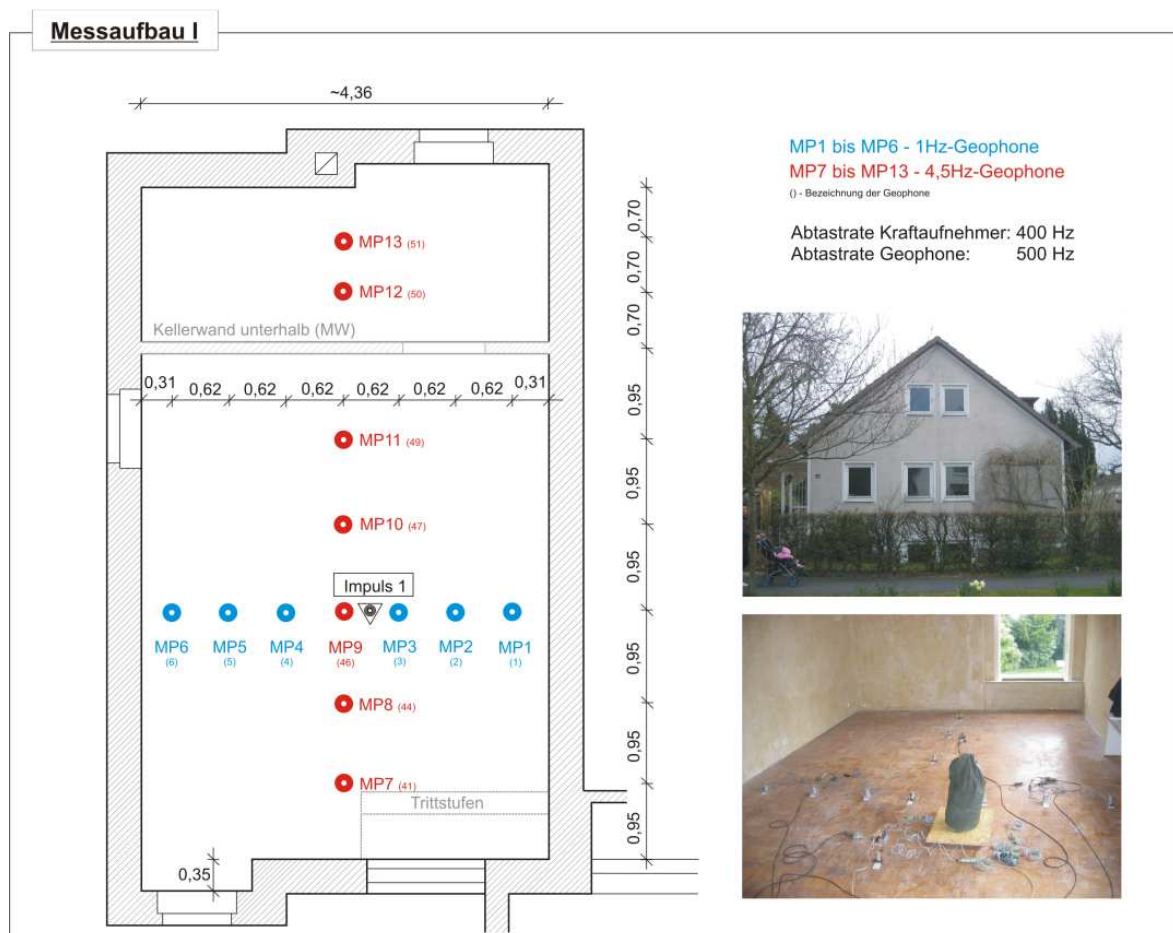 Messaufbau I
~4,36
MP1 bis MP6 - 1Hz-Geophone
MP7 bis MP13 - 4,5Hz-Geophone
() - Bezeichnung der Geophone
Abtastrate Kraftaufnehmer: 400 Hz
Abtastrate Geophone: 500 Hz
0,70
MP13 (51)
0,70
MP12 (50)
0,70
Kellerwand unterhalb (MW)
0,31 0,62 0,62 0,62 0,62 0,62 0,62 0,31
0,95
MP11 (49)
0,95
MP10 (47)
0,95
Impuls 1
MP6 MP5 MP4 MP9 MP3 MP2 MP1
(6) (5) (4) (46) (3) (2) (1)
0,95
MP8 (44)
0,95
MP7 (41)
Trittstufen
0,95
0,35